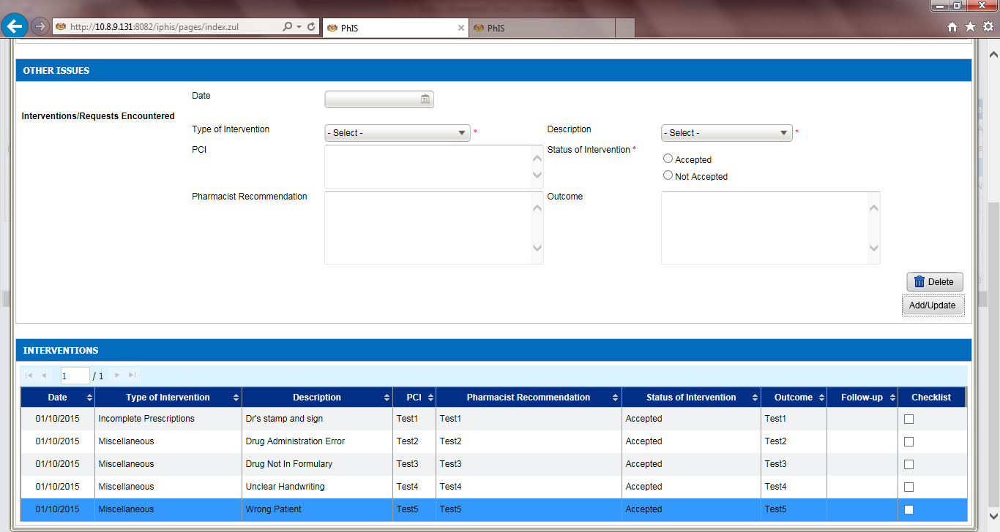 http://10.8.9.131:8082/iphis/pages/index.zul PhIS PhIS
OTHER ISSUES
Date 31
Interventions/Requests Encountered
Type of Intervention - Select - * Description - Select - *
PCI Status of Intervention * Accepted
Not Accepted
Pharmacist Recommendation Outcome
Delete
Add/Update
INTERVENTIONS
1 / 1
Date Type of Intervention Description PCI Pharmacist Recommendation Status of Intervention Outcome Follow-up Checklist
01/10/2015 Incomplete Prescriptions Dr's stamp and sign Test1 Test1 Accepted Test1
01/10/2015 Miscellaneous Drug Administration Error Test2 Test2 Accepted Test2
01/10/2015 Miscellaneous Drug Not In Formulary Test3 Test3 Accepted Test3
01/10/2015 Miscellaneous Unclear Handwriting Test4 Test4 Accepted Test4
01/10/2015 Miscellaneous Wrong Patient Test5 Test5 Accepted Test5